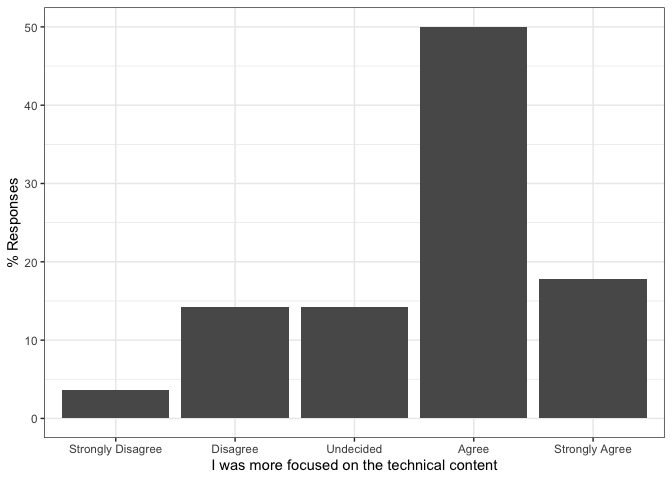 50
40
30
20
10
0
% Responses
Strongly Disagree Disagree Undecided Agree Strongly Agree
I was more focused on the technical content